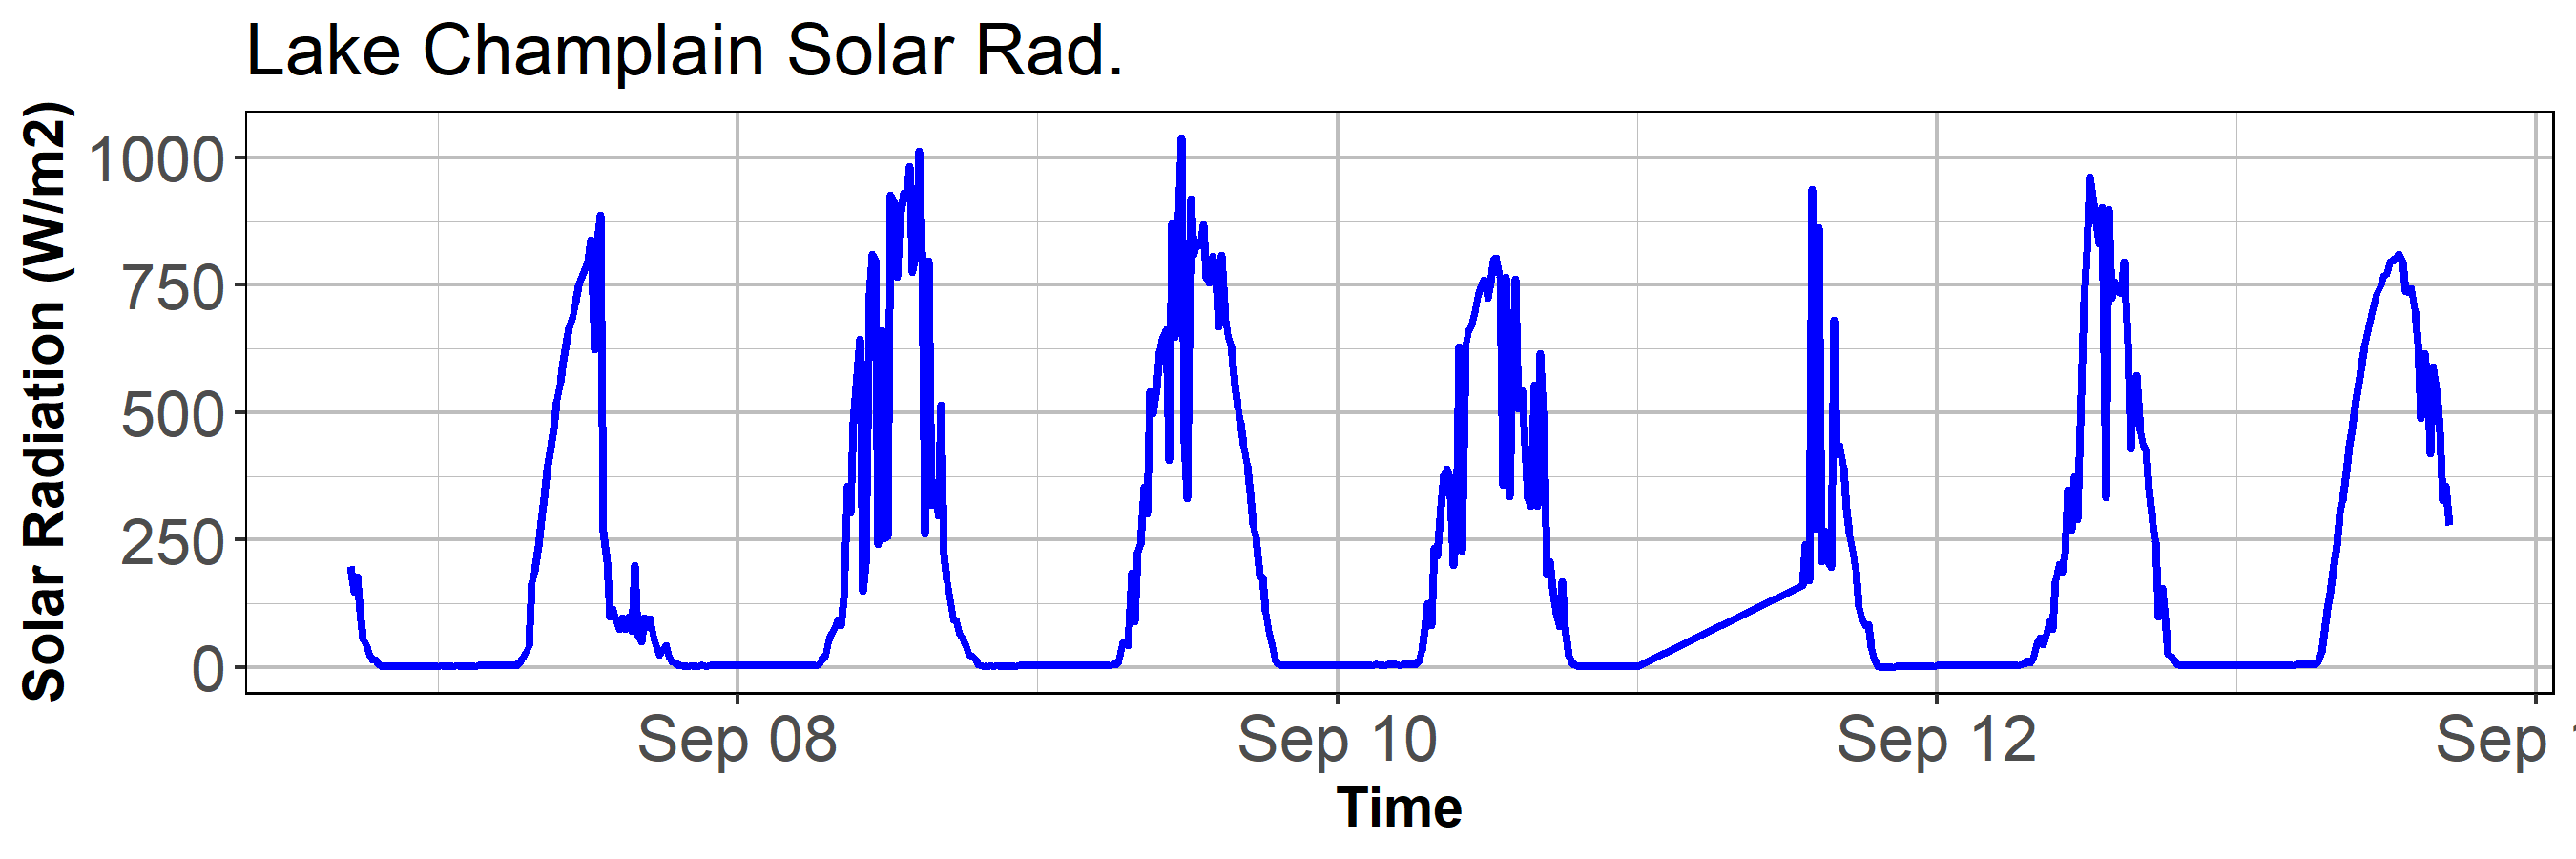 Lake Champlain Solar Rad.
Solar Radiation (W/m2)
1000
750
500
250
0
Sep 08
Sep 10
Sep 12
Sep
Time